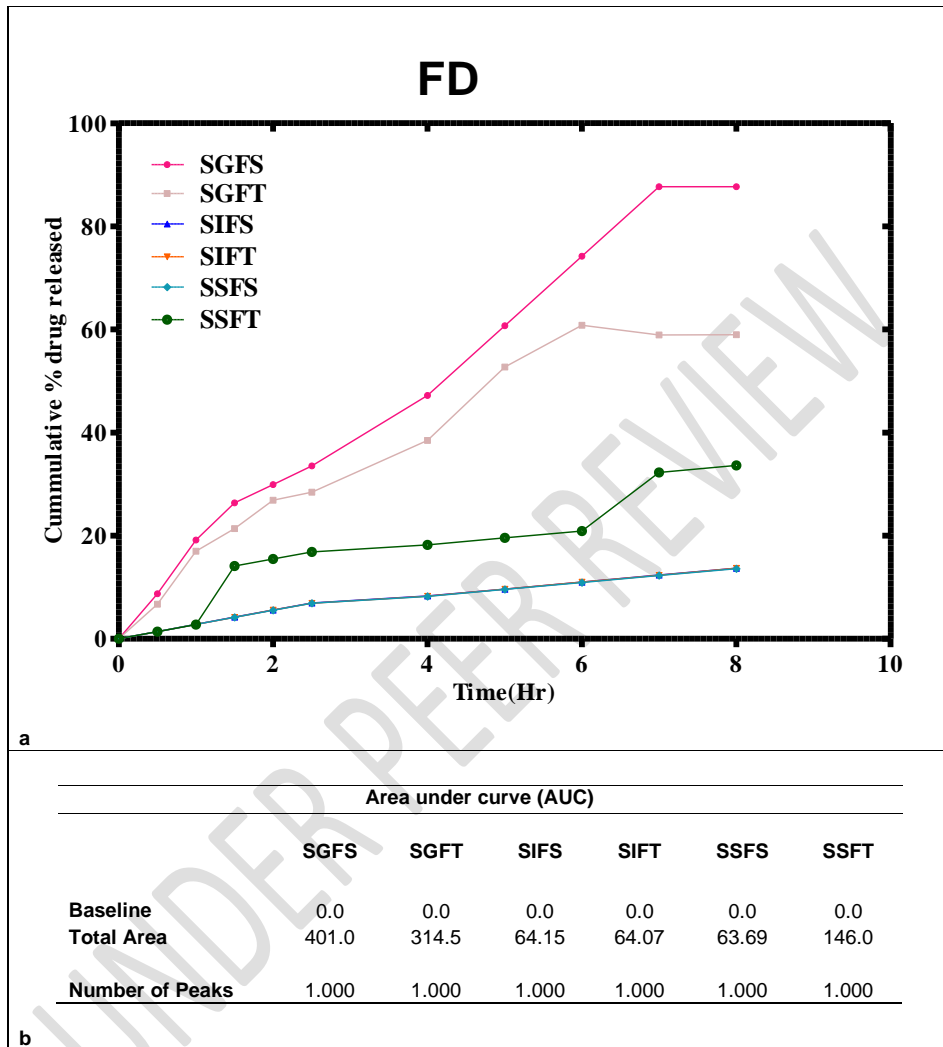 FD
100
80
60
40
20
0
Cummulative % drug released
SGFS
SGFT
SIFS
SIFT
SSFS
SSFT
0 2 4 6 8 10
Time(Hr)
a
Area under curve (AUC)
SGFS SGFT SIFS SIFT SSFS SSFT
Baseline 0.0 0.0 0.0 0.0 0.0 0.0
Total Area 401.0 314.5 64.15 64.07 63.69 146.0
Number of Peaks 1.000 1.000 1.000 1.000 1.000 1.000
b
UNDER PEER REVIEW